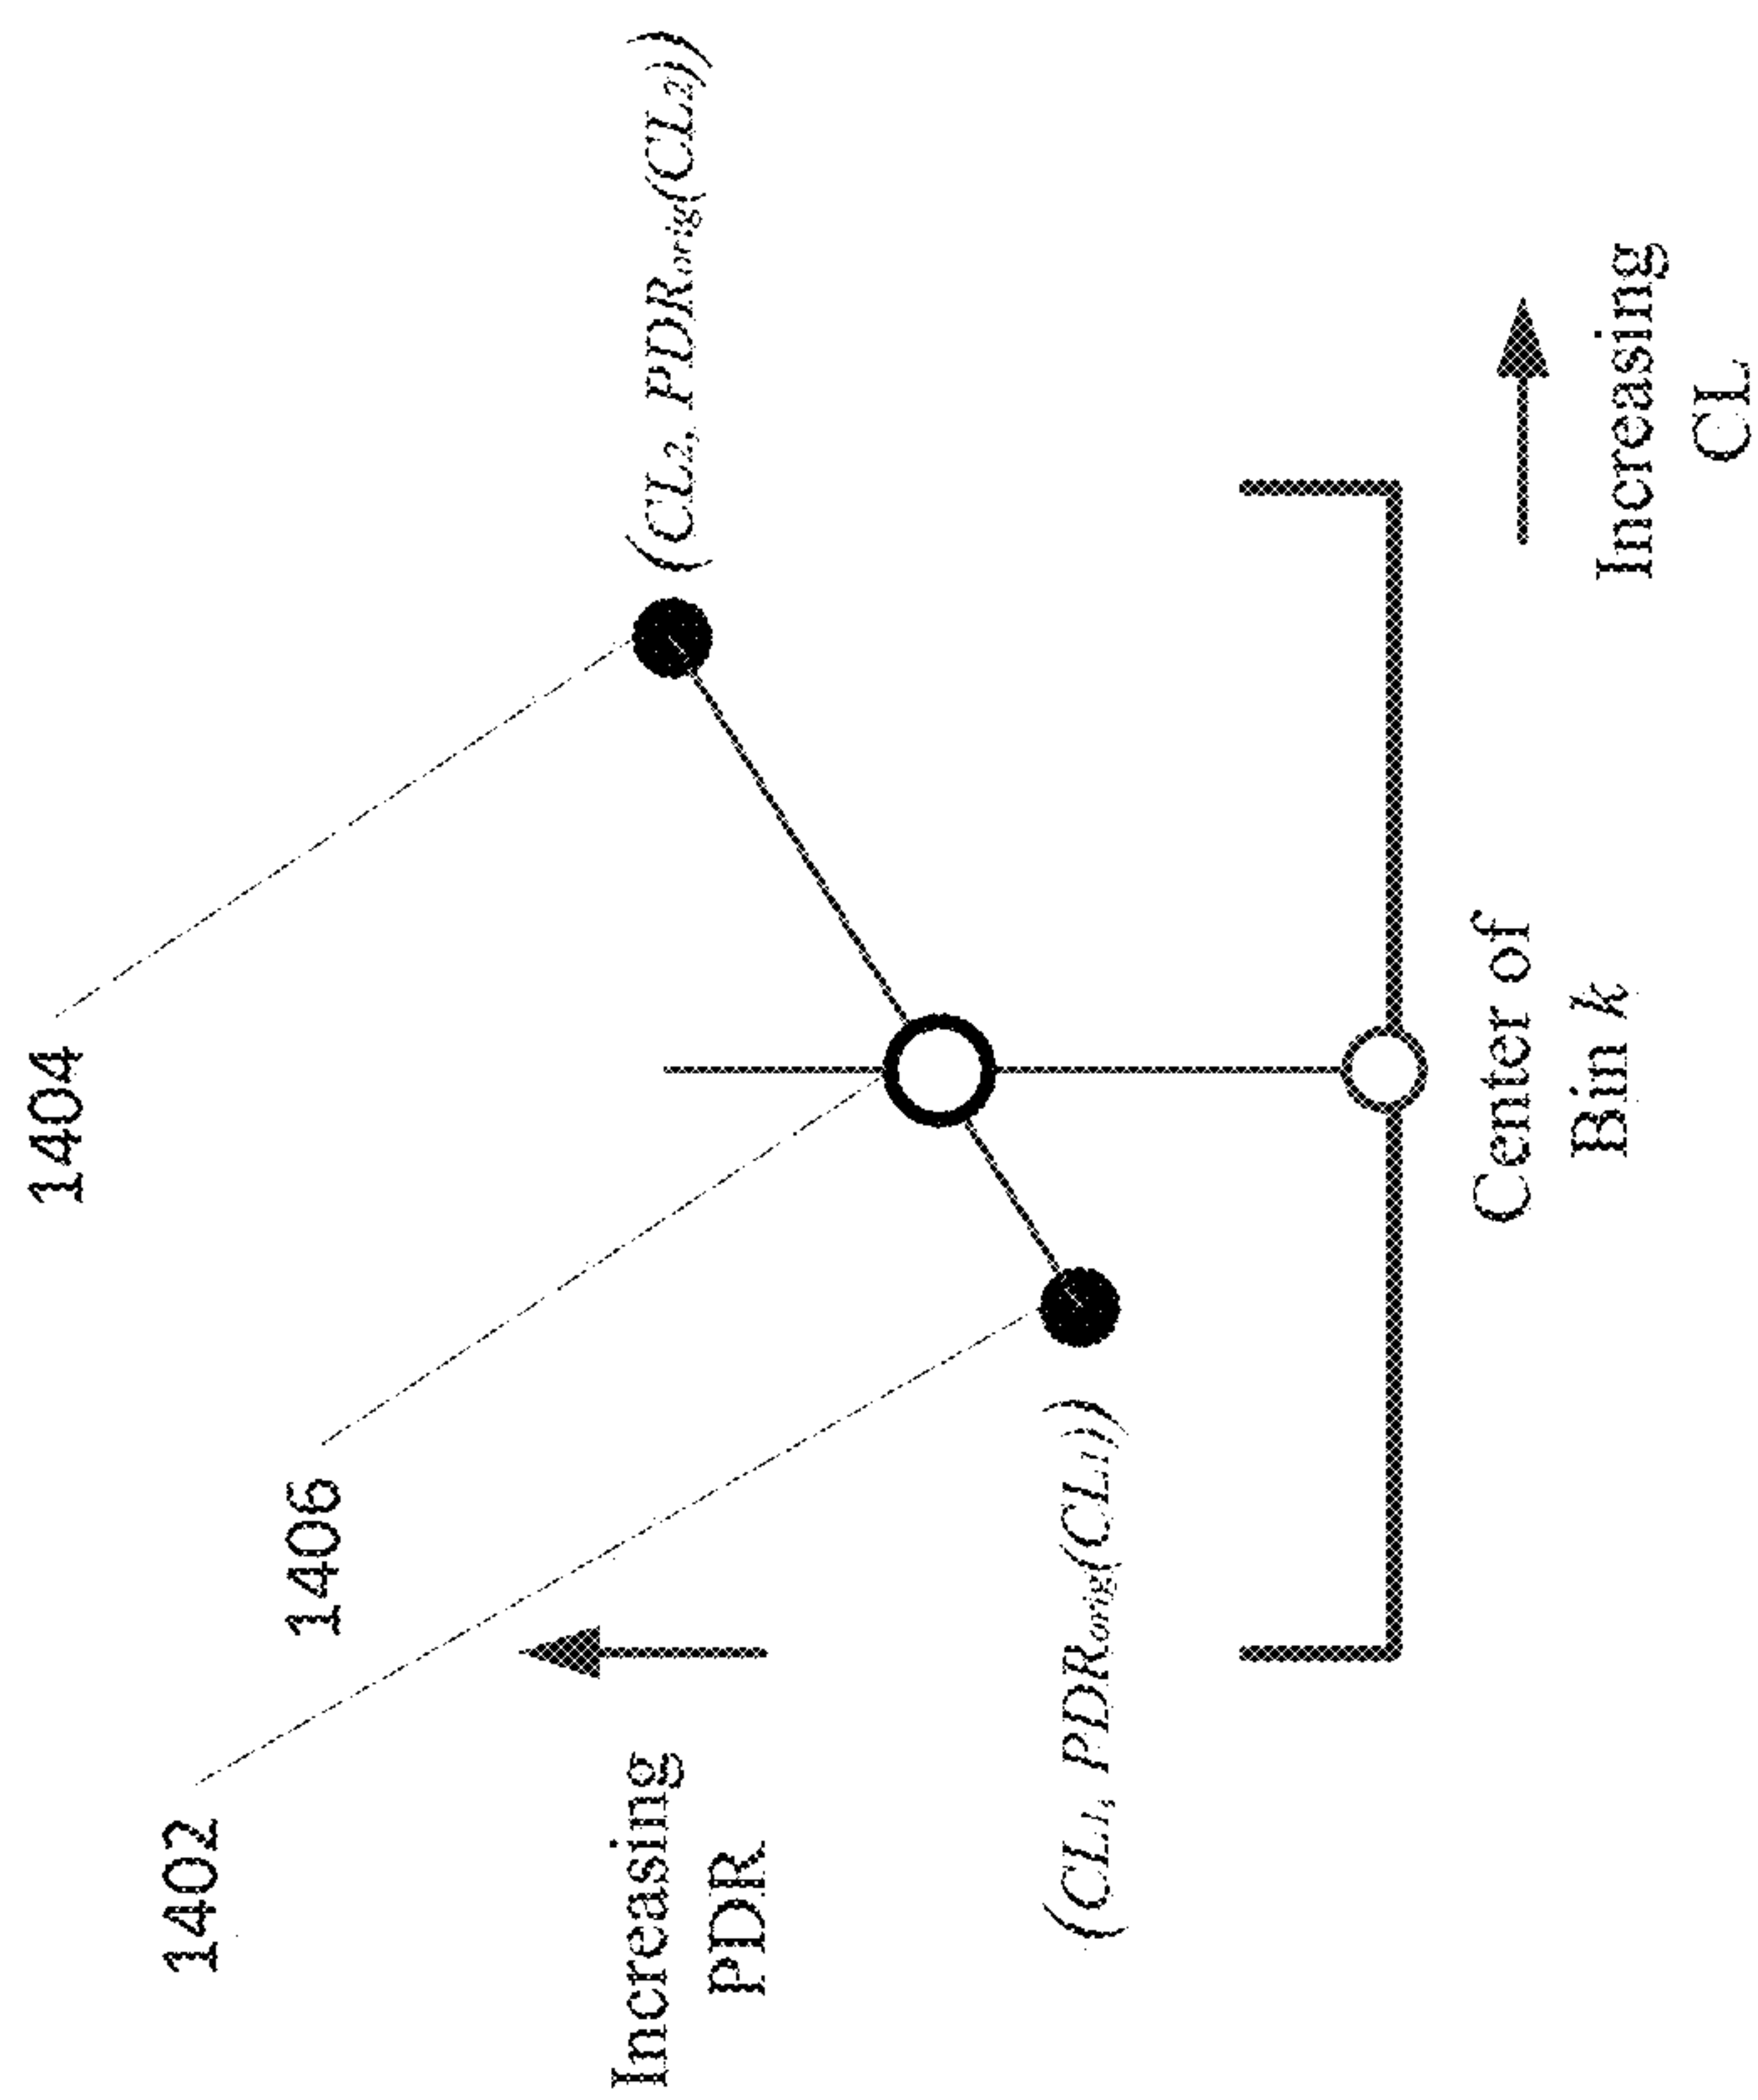 1404
1406
1402
(CL2, PDRorig(CL2))
Increasing
PDR
(CL1, PDRorig(CL1))
Center of
Bin k
Increasing
CL